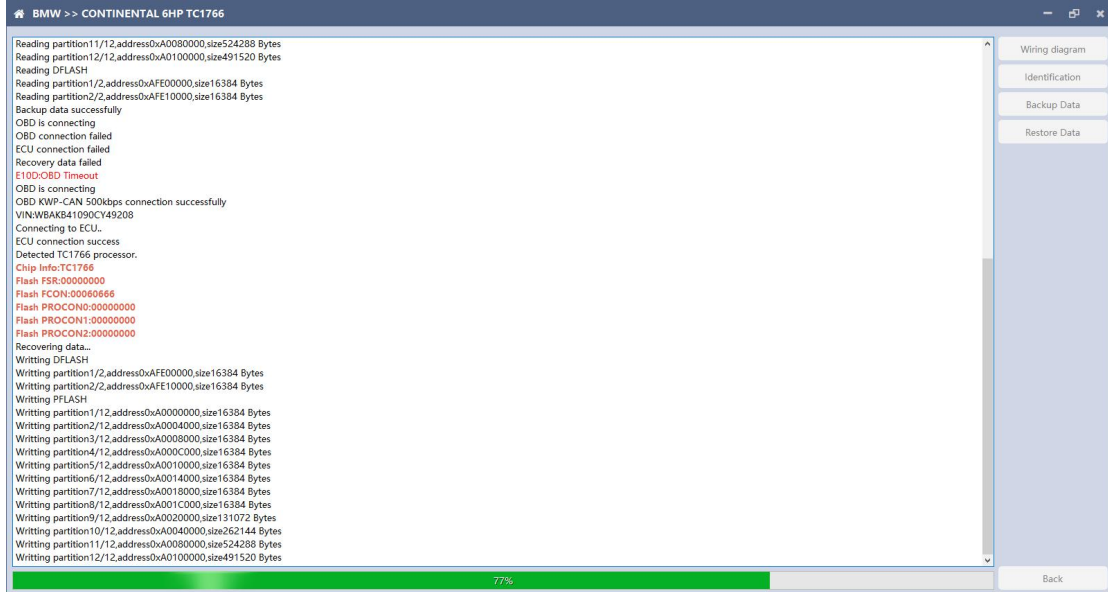 BMW >> CONTINENTAL 6HP TC1766
Reading partition11/12,address0xA0080000,size524288 Bytes
Reading partition12/12,address0xA0100000,size491520 Bytes
Reading DFLASH
Reading partition1/2,address0xAFE00000,size16384 Bytes
Reading partition2/2,address0xAFE10000,size16384 Bytes
Backup data successfully
OBD is connecting
OBD connection failed
ECU connection failed
Recovery data failed
E10D:OBD Timeout
OBD is connecting
OBD KWP-CAN 500kbps connection successfully
VIN:WBAKB41090CY49208
Connecting to ECU..
ECU connection success
Detected TC1766 processor.
Chip Info:TC1766
Flash FSR:00000000
Flash FCON:00060666
Flash PROCON0:00000000
Flash PROCON1:00000000
Flash PROCON2:00000000
Recovering data...
Writting DFLASH
Writting partition1/2,address0xAFE00000,size16384 Bytes
Writting partition2/2,address0xAFE10000,size16384 Bytes
Writting PFLASH
Writting partition1/12,address0xA0000000,size16384 Bytes
Writting partition2/12,address0xA0004000,size16384 Bytes
Writting partition3/12,address0xA0008000,size16384 Bytes
Writting partition4/12,address0xA000C000,size16384 Bytes
Writting partition5/12,address0xA0010000,size16384 Bytes
Writting partition6/12,address0xA0014000,size16384 Bytes
Writting partition7/12,address0xA0018000,size16384 Bytes
Writting partition8/12,address0xA001C000,size16384 Bytes
Writting partition9/12,address0xA0020000,size131072 Bytes
Writting partition10/12,address0xA0040000,size262144 Bytes
Writting partition11/12,address0xA0080000,size524288 Bytes
Writting partition12/12,address0xA0100000,size491520 Bytes
77%
Wiring diagram
Identification
Backup Data
Restore Data
Back